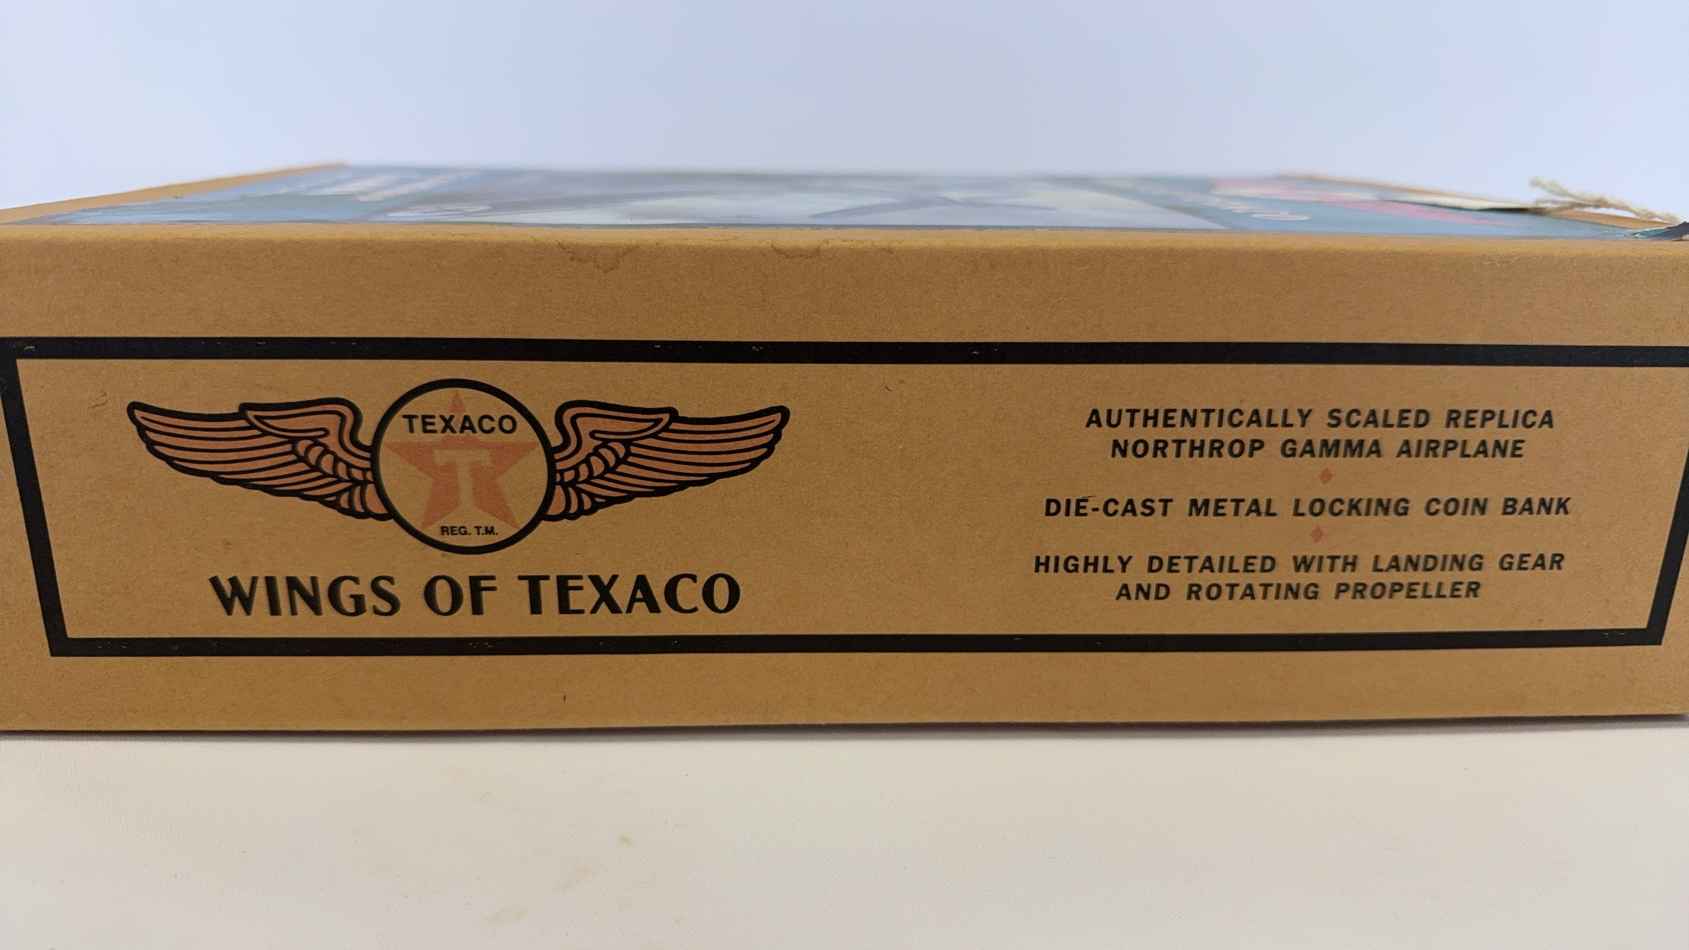 TEXACO
T
REG. T.M.
WINGS OF TEXACO
AUTHENTICALLY SCALED REPLICA
NORTHROP GAMMA AIRPLANE
DIE-CAST METAL LOCKING COIN BANK
HIGHLY DETAILED WITH LANDING GEAR
AND ROTATING PROPELLER